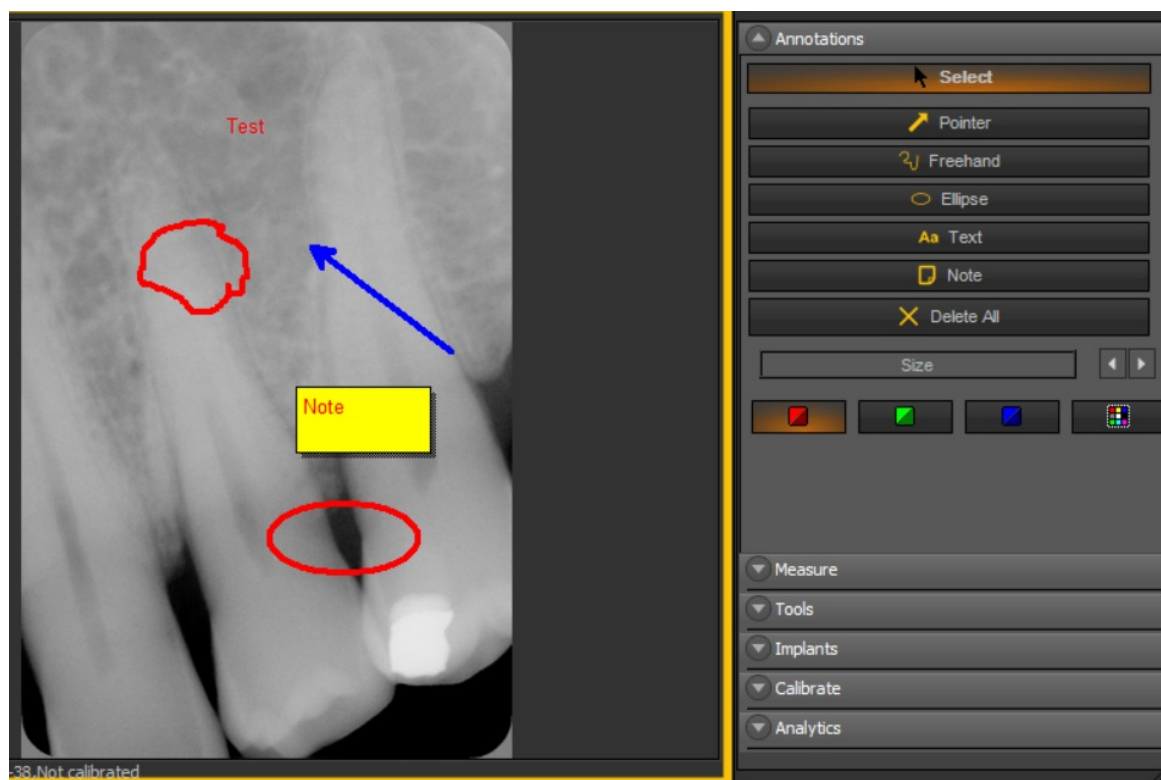 Test
Note
-38.Not calibrated
Annotations
Select
Pointer
Freehand
Ellipse
Aa Text
Note
Delete All
Size
Measure
Tools
Implants
Calibrate
Analytics